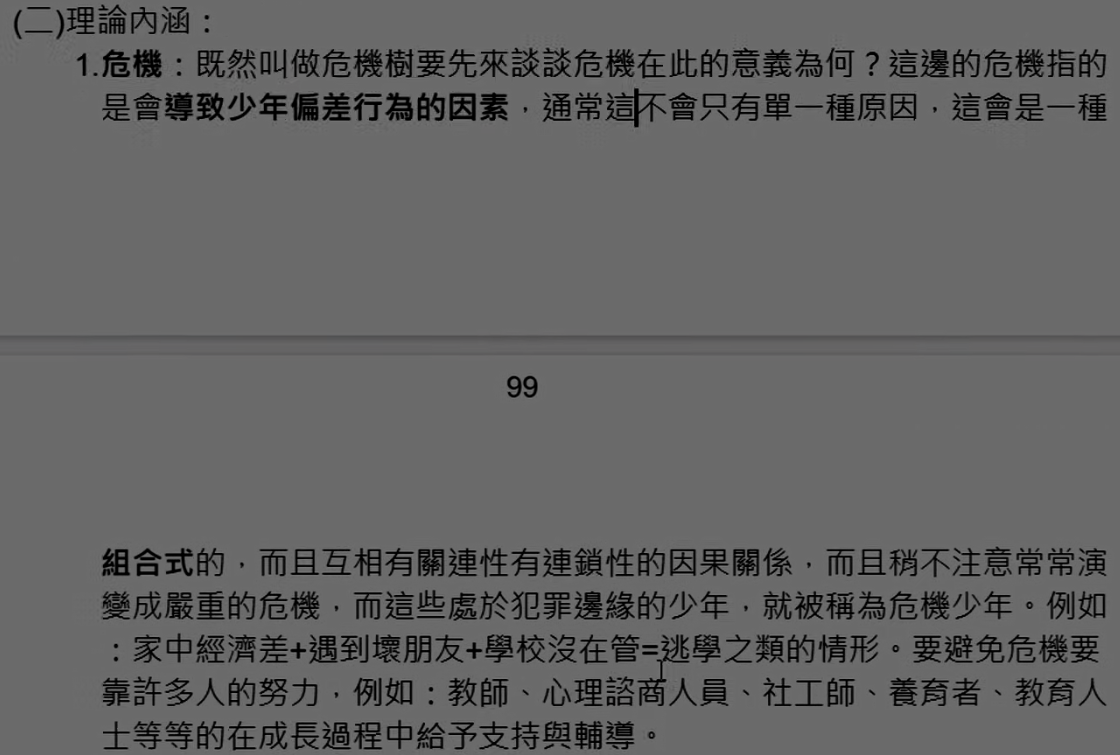 (二)理論內涵：
1.危機：既然叫做危機樹要先來談談危機在此的意義為何？這邊的危機指的
是會導致少年偏差行為的因素，通常這不會只有單一種原因，這會是一種
99
組合式的，而且互相有關連性有連鎖性的因果關係，而且稍不注意常常演
變成嚴重的危機，而這些處於犯罪邊緣的少年，就被稱為危機少年。例如
：家中經濟差+遇到壞朋友+學校沒在管=逃學之類的情形。要避免危機要
靠許多人的努力，例如：教師、心理諮商人員、社工師、養育者、教育人
士等等的在成長過程中給予支持與輔導。